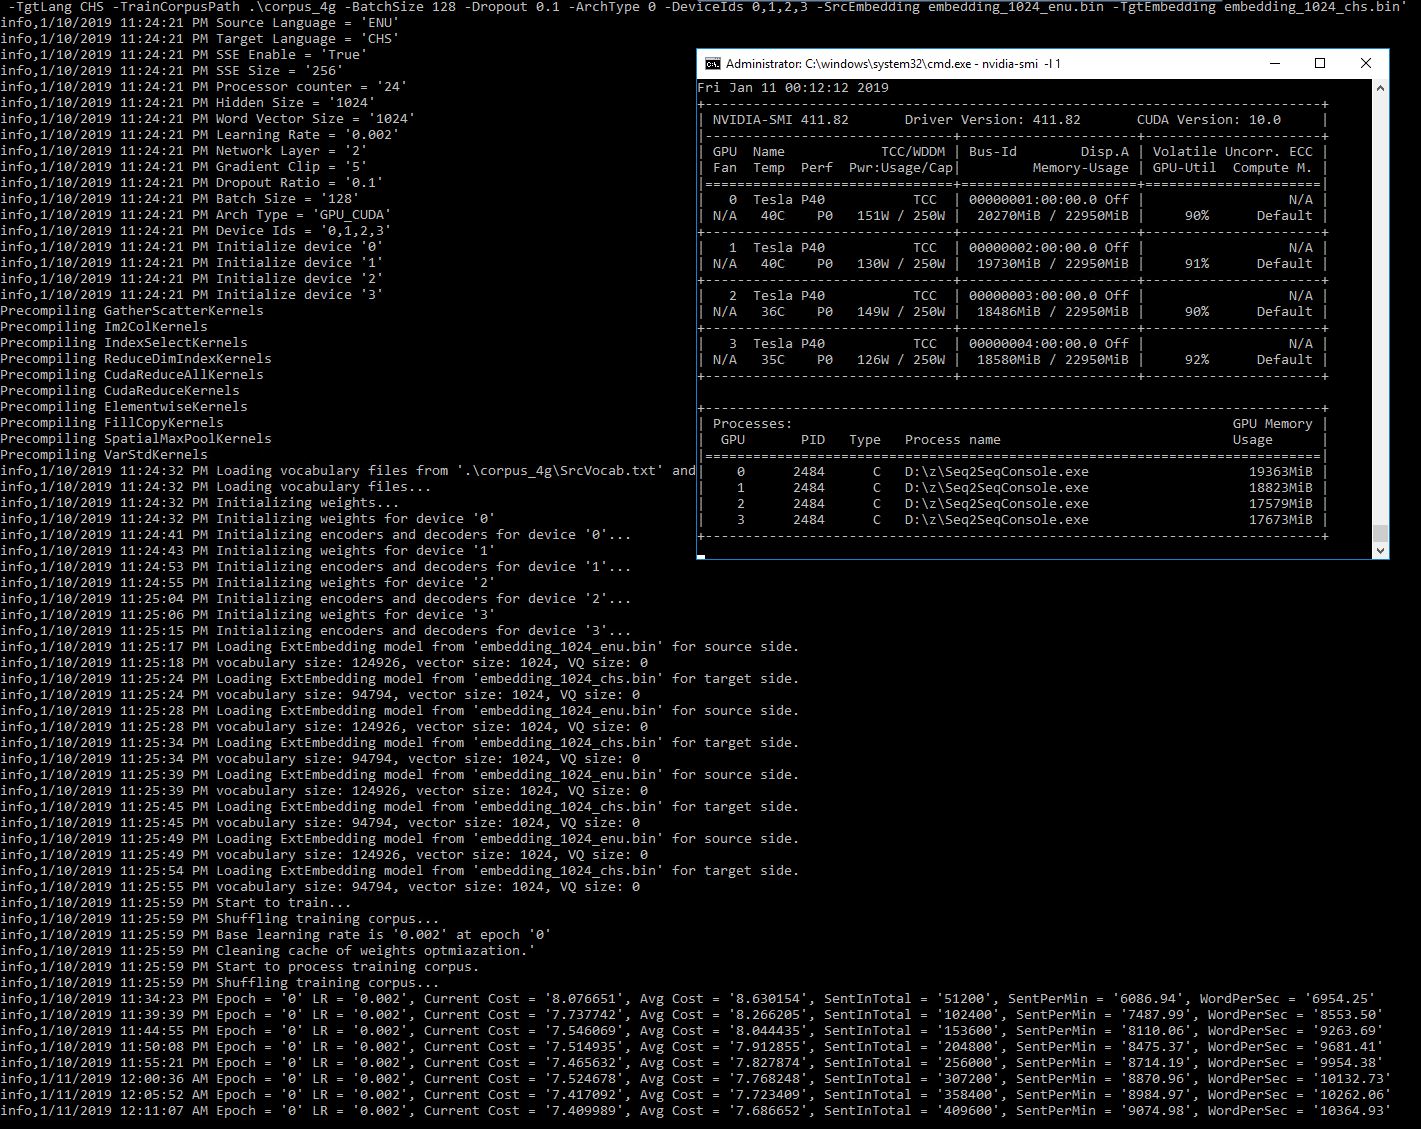 -TgtLang CHS -TrainCorpusPath .\corpus_4g -BatchSize 128 -Dropout 0.1 -ArchType 0 -DeviceIds 0,1,2,3 -SrcEmbedding embedding_1024_enu.bin -TgtEmbedding embedding_1024_chs.bin'
info,1/10/2019 11:24:21 PM Source Language = 'ENU'
info,1/10/2019 11:24:21 PM Target Language = 'CHS'
info,1/10/2019 11:24:21 PM SSE Enable = 'True'
info,1/10/2019 11:24:21 PM SSE Size = '256'
info,1/10/2019 11:24:21 PM Processor counter = '24'
info,1/10/2019 11:24:21 PM Hidden Size = '1024'
info,1/10/2019 11:24:21 PM Word Vector Size = '1024'
info,1/10/2019 11:24:21 PM Learning Rate = '0.002'
info,1/10/2019 11:24:21 PM Network Layer = '2'
info,1/10/2019 11:24:21 PM Gradient Clip = '5'
info,1/10/2019 11:24:21 PM Dropout Ratio = '0.1'
info,1/10/2019 11:24:21 PM Batch Size = '128'
info,1/10/2019 11:24:21 PM Arch Type = 'GPU_CUDA'
info,1/10/2019 11:24:21 PM Device Ids = '0,1,2,3'
info,1/10/2019 11:24:21 PM Initialize device '0'
info,1/10/2019 11:24:21 PM Initialize device '1'
info,1/10/2019 11:24:21 PM Initialize device '2'
info,1/10/2019 11:24:21 PM Initialize device '3'
Precompiling GatherScatterKernels
Precompiling Im2ColKernels
Precompiling IndexSelectKernels
Precompiling ReduceDimIndexKernels
Precompiling CudaReduceAllKernels
Precompiling CudaReduceKernels
Precompiling ElementwiseKernels
Precompiling FillCopyKernels
Precompiling SpatialMaxPoolKernels
Precompiling VarStdKernels
info,1/10/2019 11:24:32 PM Loading vocabulary files from '.\corpus_4g\SrcVocab.txt' and
info,1/10/2019 11:24:32 PM Loading vocabulary files...
info,1/10/2019 11:24:32 PM Initializing weights...
info,1/10/2019 11:24:32 PM Initializing weights for device '0'
info,1/10/2019 11:24:41 PM Initializing encoders and decoders for device '0'...
info,1/10/2019 11:24:43 PM Initializing weights for device '1'
info,1/10/2019 11:24:53 PM Initializing encoders and decoders for device '1'...
info,1/10/2019 11:24:55 PM Initializing weights for device '2'
info,1/10/2019 11:25:04 PM Initializing encoders and decoders for device '2'...
info,1/10/2019 11:25:06 PM Initializing weights for device '3'
info,1/10/2019 11:25:15 PM Initializing encoders and decoders for device '3'...
info,1/10/2019 11:25:17 PM Loading ExtEmbedding model from 'embedding_1024_enu.bin' for source side.
info,1/10/2019 11:25:18 PM vocabulary size: 124926, vector size: 1024, VQ size: 0
info,1/10/2019 11:25:24 PM Loading ExtEmbedding model from 'embedding_1024_chs.bin' for target side.
info,1/10/2019 11:25:24 PM vocabulary size: 94794, vector size: 1024, VQ size: 0
info,1/10/2019 11:25:28 PM Loading ExtEmbedding model from 'embedding_1024_enu.bin' for source side.
info,1/10/2019 11:25:28 PM vocabulary size: 124926, vector size: 1024, VQ size: 0
info,1/10/2019 11:25:34 PM Loading ExtEmbedding model from 'embedding_1024_chs.bin' for target side.
info,1/10/2019 11:25:34 PM vocabulary size: 94794, vector size: 1024, VQ size: 0
info,1/10/2019 11:25:39 PM Loading ExtEmbedding model from 'embedding_1024_enu.bin' for source side.
info,1/10/2019 11:25:39 PM vocabulary size: 124926, vector size: 1024, VQ size: 0
info,1/10/2019 11:25:45 PM Loading ExtEmbedding model from 'embedding_1024_chs.bin' for target side.
info,1/10/2019 11:25:45 PM vocabulary size: 94794, vector size: 1024, VQ size: 0
info,1/10/2019 11:25:49 PM Loading ExtEmbedding model from 'embedding_1024_enu.bin' for source side.
info,1/10/2019 11:25:49 PM vocabulary size: 124926, vector size: 1024, VQ size: 0
info,1/10/2019 11:25:54 PM Loading ExtEmbedding model from 'embedding_1024_chs.bin' for target side.
info,1/10/2019 11:25:55 PM vocabulary size: 94794, vector size: 1024, VQ size: 0
info,1/10/2019 11:25:59 PM Start to train...
info,1/10/2019 11:25:59 PM Shuffling training corpus...
info,1/10/2019 11:25:59 PM Base learning rate is '0.002' at epoch '0'
info,1/10/2019 11:25:59 PM Cleaning cache of weights optmiazation.'
info,1/10/2019 11:25:59 PM Start to process training corpus.
info,1/10/2019 11:25:59 PM Shuffling training corpus...
info,1/10/2019 11:34:23 PM Epoch = '0' LR = '0.002', Current Cost = '8.076651', Avg Cost = '8.630154', SentInTotal = '51200', SentPerMin = '6086.94', WordPerSec = '6954.25'
info,1/10/2019 11:39:39 PM Epoch = '0' LR = '0.002', Current Cost = '7.737742', Avg Cost = '8.266205', SentInTotal = '102400', SentPerMin = '7487.99', WordPerSec = '8553.50'
info,1/10/2019 11:44:55 PM Epoch = '0' LR = '0.002', Current Cost = '7.546069', Avg Cost = '8.044435', SentInTotal = '153600', SentPerMin = '8110.06', WordPerSec = '9263.69'
info,1/10/2019 11:50:08 PM Epoch = '0' LR = '0.002', Current Cost = '7.514935', Avg Cost = '7.912855', SentInTotal = '204800', SentPerMin = '8475.37', WordPerSec = '9681.41'
info,1/10/2019 11:55:21 PM Epoch = '0' LR = '0.002', Current Cost = '7.465632', Avg Cost = '7.827874', SentInTotal = '256000', SentPerMin = '8714.19', WordPerSec = '9954.38'
info,1/11/2019 12:00:36 AM Epoch = '0' LR = '0.002', Current Cost = '7.524678', Avg Cost = '7.768248', SentInTotal = '307200', SentPerMin = '8870.96', WordPerSec = '10132.73'
info,1/11/2019 12:05:52 AM Epoch = '0' LR = '0.002', Current Cost = '7.417092', Avg Cost = '7.723409', SentInTotal = '358400', SentPerMin = '8984.97', WordPerSec = '10262.06'
info,1/11/2019 12:11:07 AM Epoch = '0' LR = '0.002', Current Cost = '7.409989', Avg Cost = '7.686652', SentInTotal = '409600', SentPerMin = '9074.98', WordPerSec = '10364.93'
Administrator: C:\windows\system32\cmd.exe - nvidia-smi -l 1
Fri Jan 11 00:12:12 2019
NVIDIA-SMI 411.82 Driver Version: 411.82 CUDA Version: 10.0
GPU Name TCC/WDDM | Bus-Id Disp.A | Volatile Uncorr. ECC
Fan Temp Perf Pwr:Usage/Cap| Memory-Usage | GPU-Util Compute M.
0 Tesla P40 TCC | 00000001:00:00.0 Off | N/A
N/A 40C P0 151W / 250W | 20270MiB / 22950MiB | 90% Default
1 Tesla P40 TCC | 00000002:00:00.0 Off | N/A
N/A 40C P0 130W / 250W | 19730MiB / 22950MiB | 91% Default
2 Tesla P40 TCC | 00000003:00:00.0 Off | N/A
N/A 36C P0 149W / 250W | 18486MiB / 22950MiB | 90% Default
3 Tesla P40 TCC | 00000004:00:00.0 Off | N/A
N/A 35C P0 126W / 250W | 18580MiB / 22950MiB | 92% Default
Processes: GPU Memory
GPU PID Type Process name Usage
0 2484 C D:\z\Seq2SeqConsole.exe 19363MiB
1 2484 C D:\z\Seq2SeqConsole.exe 18823MiB
2 2484 C D:\z\Seq2SeqConsole.exe 17579MiB
3 2484 C D:\z\Seq2SeqConsole.exe 17673MiB